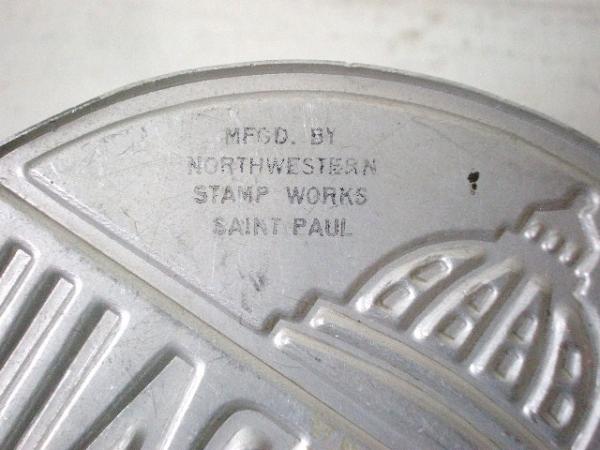 MFGD. BY
NORTHWESTERN
STAMP WORKS
SAINT PAUL